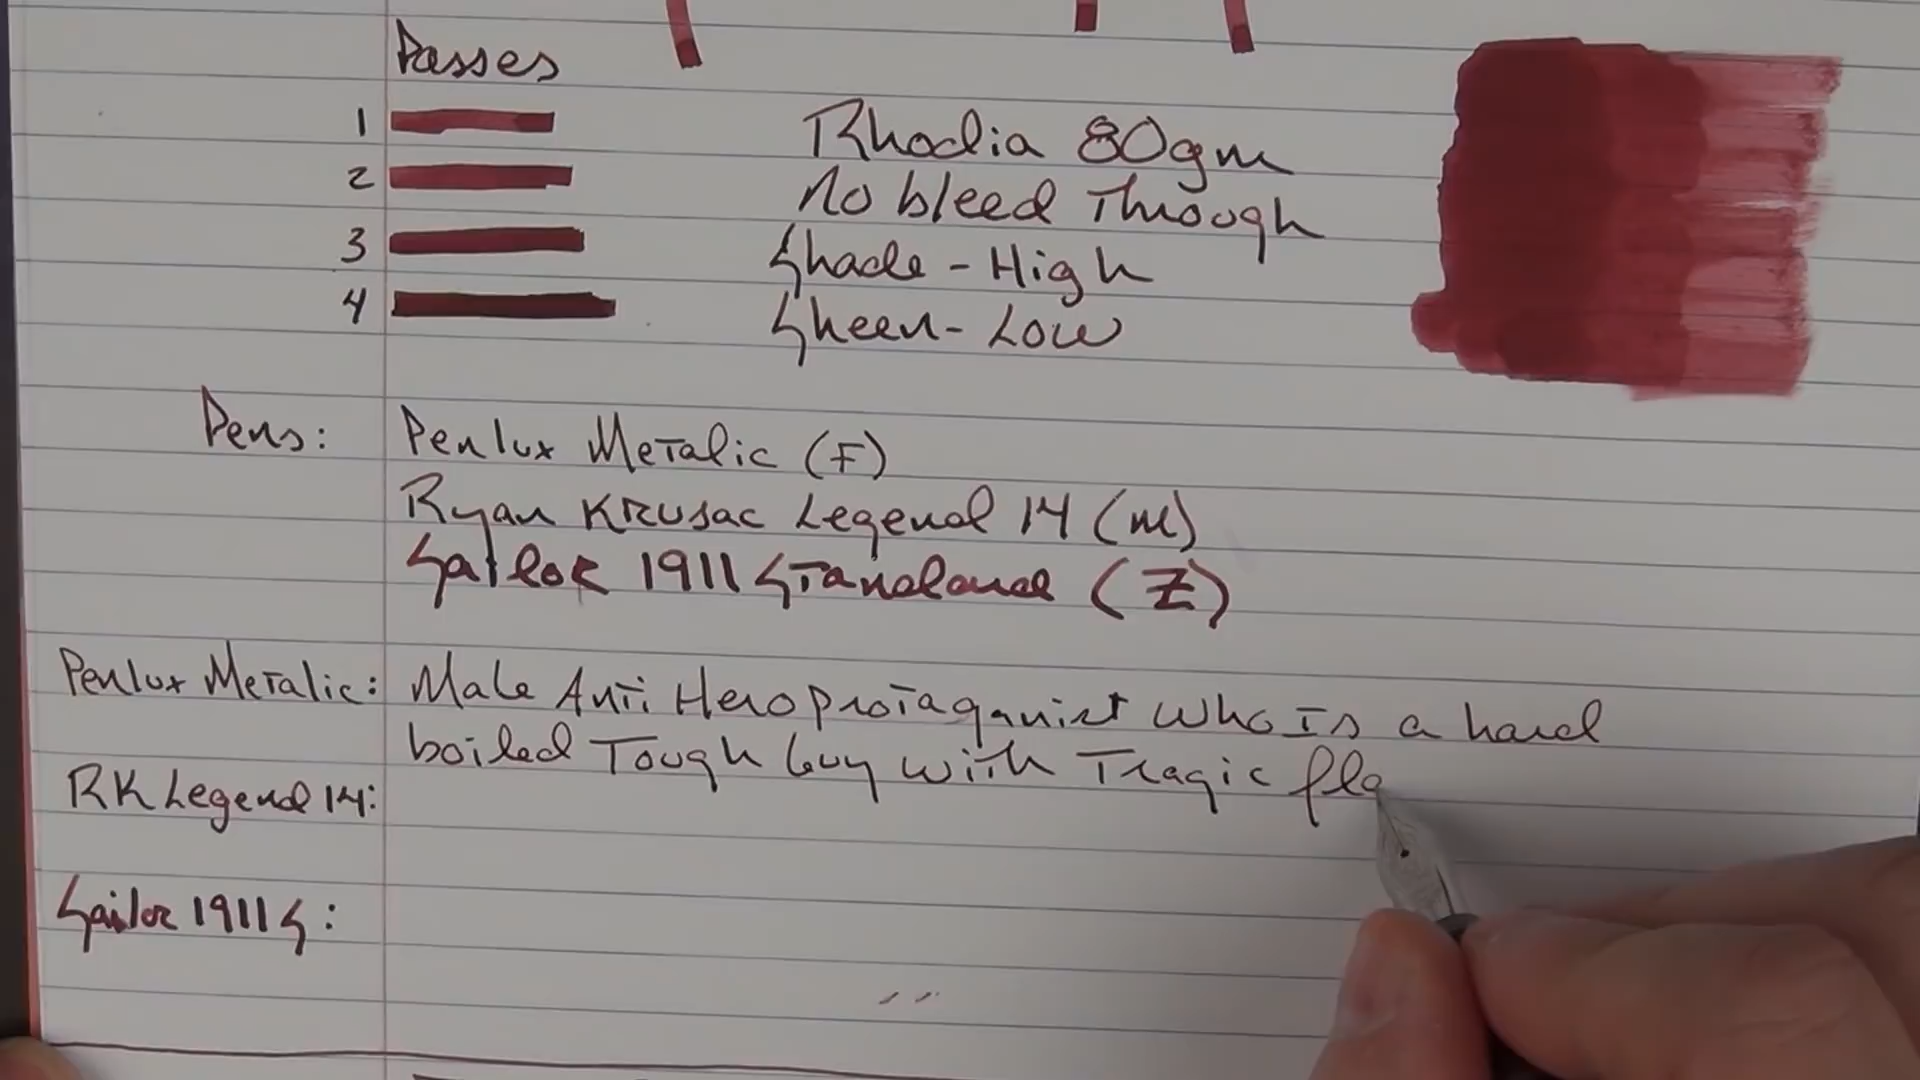 Passes
1
2
3
4
Rhodia 80gm
No bleed Through
Shade - High
Sheen - Low
Pens: Penlux Metalic (F)
Ryan Krusac Legend 14 (M)
Sailor 1911 Standard (Z)
Penlux Metalic: Male Anti Hero protaganist who Is a hard
boiled Tough Guy with Tragic fla
RK Legend 14:
Sailor 1911 S: